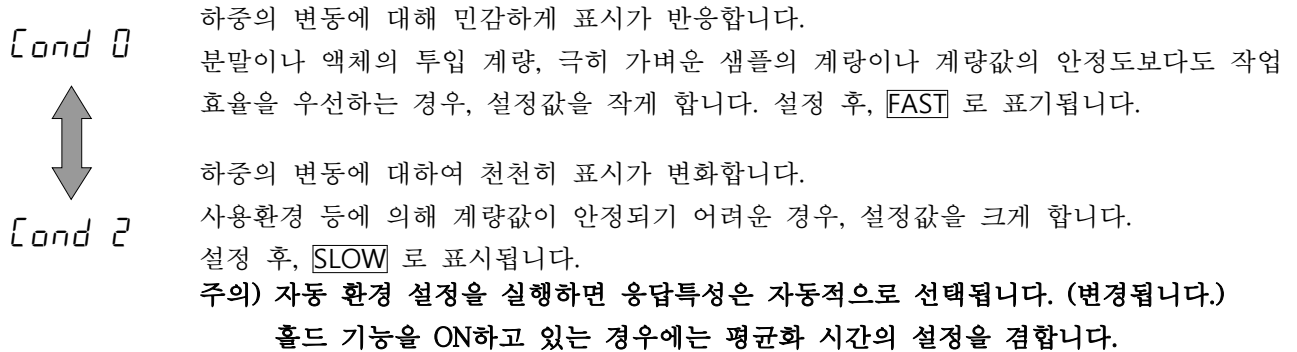 하중의 변동에 대해 민감하게 표시가 반응합니다.
Cond 0
분말이나 액체의 투입 계량, 극히 가벼운 샘플의 계랑이나 계량값의 안정도보다도 작업
효율을 우선하는 경우, 설정값을 작게 합니다. 설정 후, FAST 로 표기됩니다.
하중의 변동에 대하여 천천히 표시가 변화합니다.
사용환경 등에 의해 계량값이 안정되기 어려운 경우, 설정값을 크게 합니다.
Cond 2
설정 후, SLOW 로 표시됩니다.
주의) 자동 환경 설정을 실행하면 응답특성은 자동적으로 선택됩니다. (변경됩니다.)
홀드 기능을 ON하고 있는 경우에는 평균화 시간의 설정을 겸합니다.